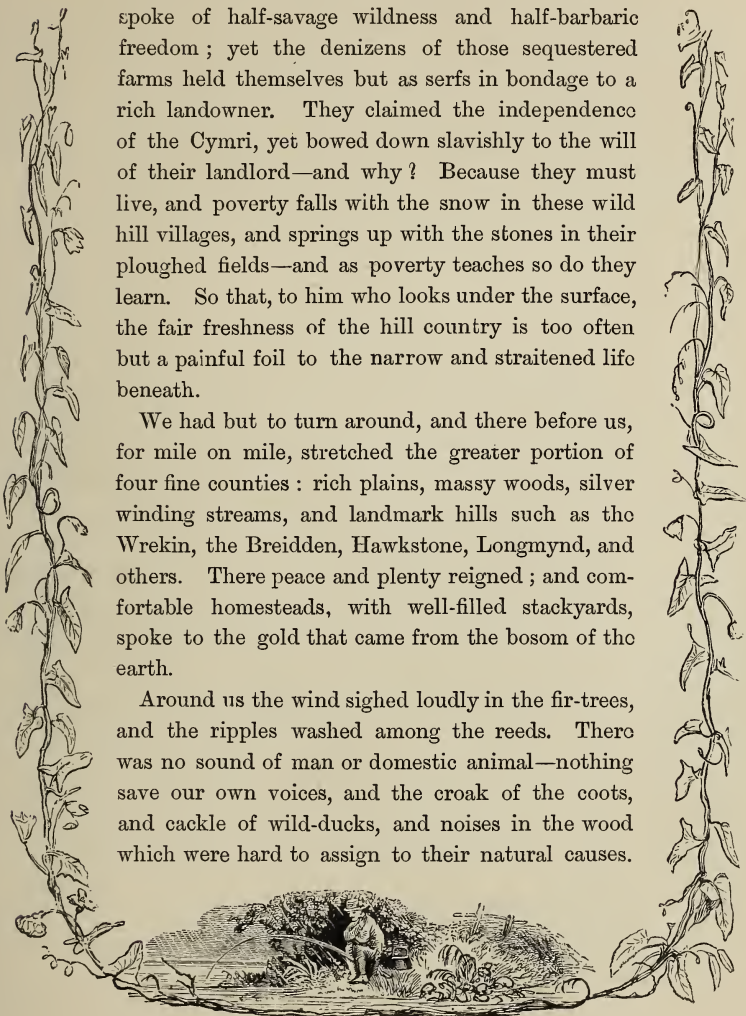 spoke of half-savage wildness and half-barbaric
freedom ; yet the denizens of those sequestered
farms held themselves but as serfs in bondage to a
rich landowner. They claimed the independence
of the Cymri, yet bowed down slavishly to the will
of their landlord—and why ? Because they must
live, and poverty falls with the snow in these wild
hill villages, and springs up with the stones in their
ploughed fields—and as poverty teaches so do they
learn. So that, to him who looks under the surface,
the fair freshness of the hill country is too often
but a painful foil to the narrow and straitened life
beneath.
We had but to turn around, and there before us,
for mile on mile, stretched the greater portion of
four fine counties : rich plains, massy woods, silver
winding streams, and landmark hills such as the
Wrekin, the Breidden, Hawkstone, Longmynd, and
others. There peace and plenty reigned ; and com-
fortable homesteads, with well-filled stackyards,
spoke to the gold that came from the bosom of the
earth.
Around us the wind sighed loudly in the fir-trees,
and the ripples washed among the reeds. There
was no sound of man or domestic animal—nothing
save our own voices, and the croak of the coots,
and cackle of wild-ducks, and noises in the wood
which were hard to assign to their natural causes.